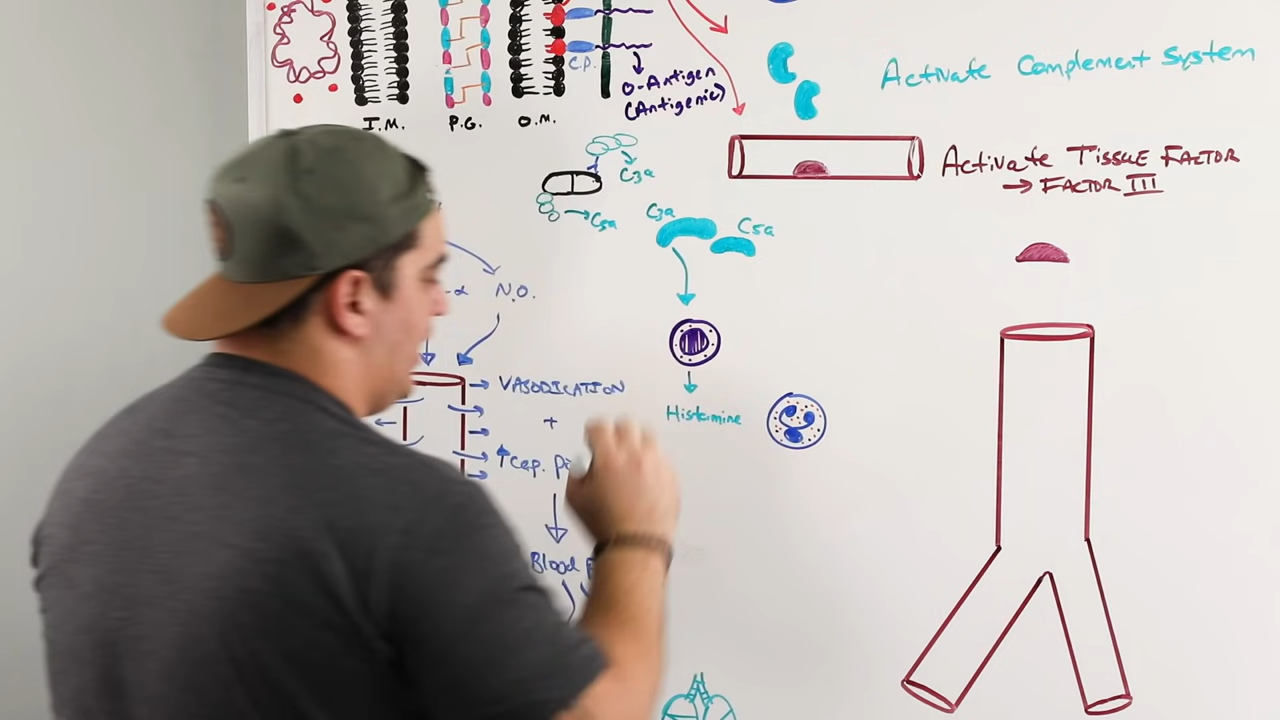 I.M.
P.G.
O.M.
C.P.
O-Antigen
(Antigenic)
Activate Complement System
Activate Tissue Factor
→ Factor III
C3a
C5a
C3a
C5a
N.O.
VASODILATION
+
↑Cap.
Blood
Histamine